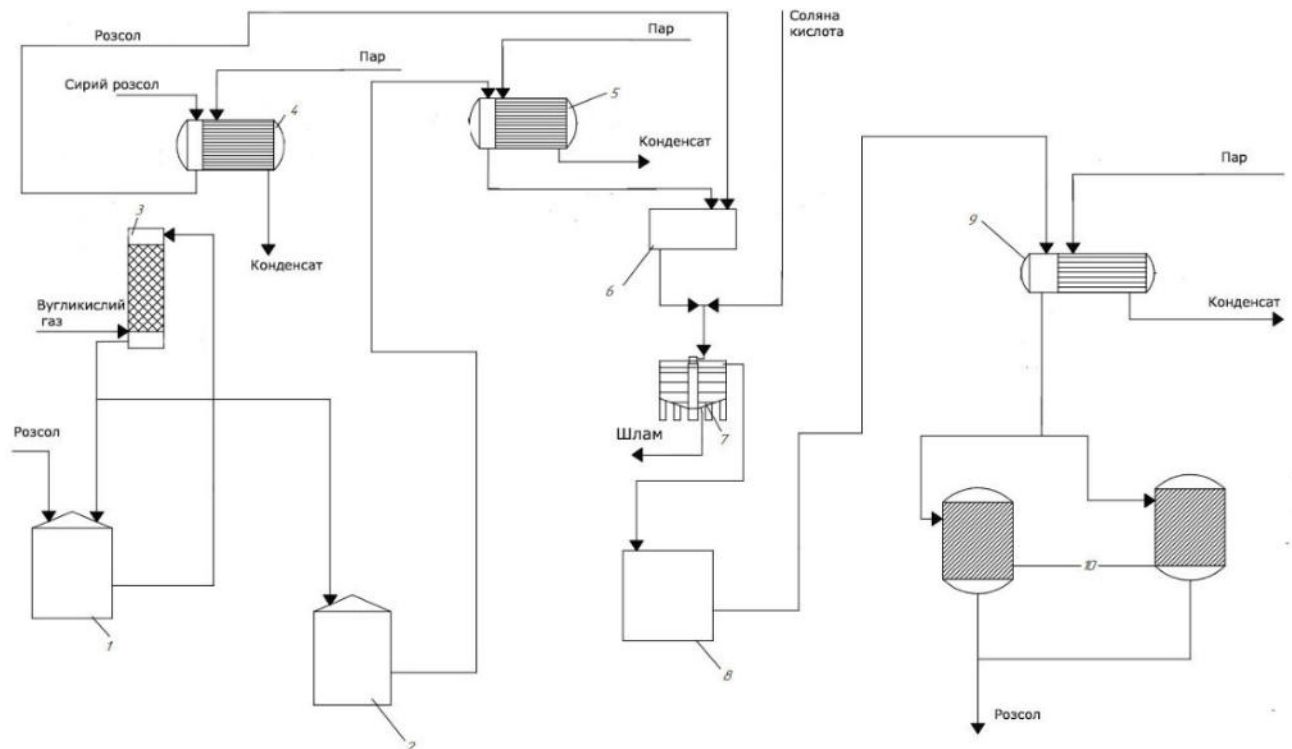 Розсол
Пар
Сирий розсол
4
Пар
5
Конденсат
Соляна
кислота
3
Конденсат
6
Вугликислий
газ
Пар
9
Конденсат
7
Шлам
Розсол
1
2
8
10
Розсол